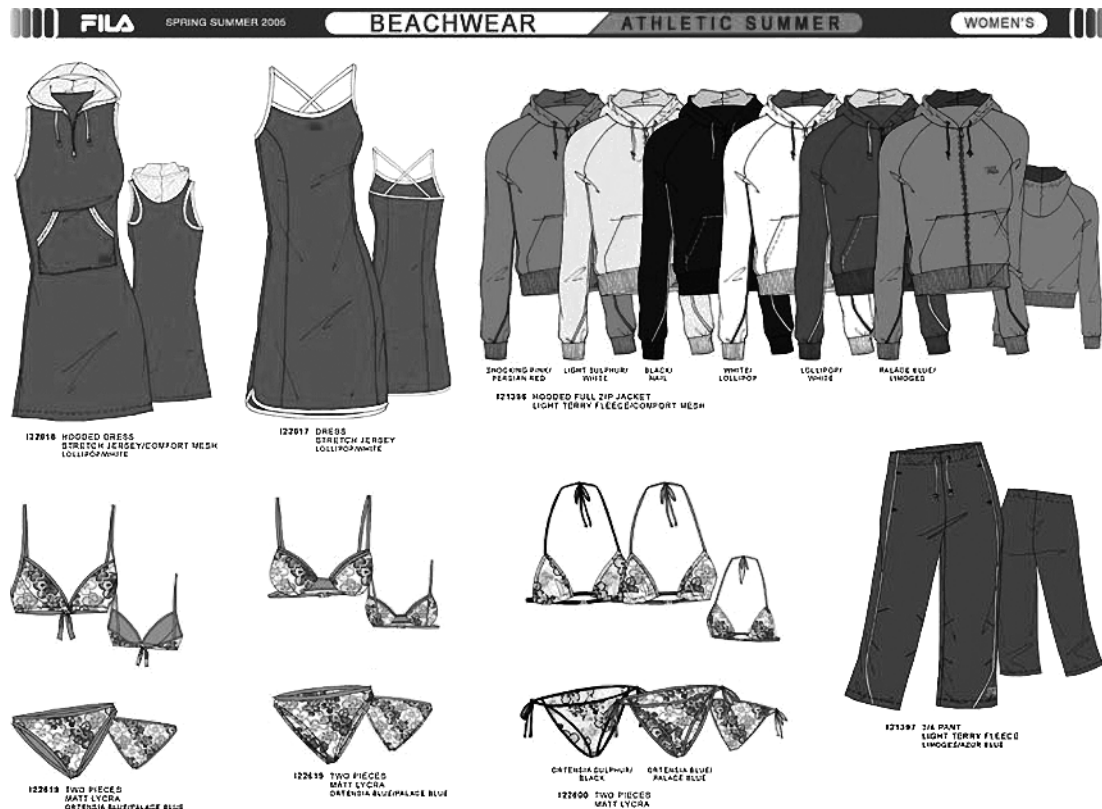 FILA SPRING SUMMER 2005 BEACHWEAR ATHLETIC SUMMER WOMEN'S
SHOCKING PINK/
PERSIAN RED
LIGHT SULPHUR/
WHITE
BLACK/
WHITE/
LOLLIPOP
LOLLIPOP/
WHITE
PALACE BLUE/
LIMOGES
HOODED FULL ZIP JACKET
LIGHT TERRY FLEECE/COMFORT MESH
HOODED DRESS
STRETCH JERSEY/COMFORT MESH
LOLLIPOP/WHITE
I22017 DRESS
STRETCH JERSEY
LOLLIPOP/WHITE
I21397 3/4 PANT
LIGHT TERRY FLEECE
LIMOGES/AZUR BLUE
TWO PIECES
MATT LYCRA
ORTENSIA BLUE/PALACE BLUE
TWO PIECES
MATT LYCRA
ORTENSIA BLUE/PALACE BLUE
ORTENSIA SULPHUR/
BLACK
ORTENSIA BLUE/
PALACE BLUE
TWO PIECES
MATT LYCRA